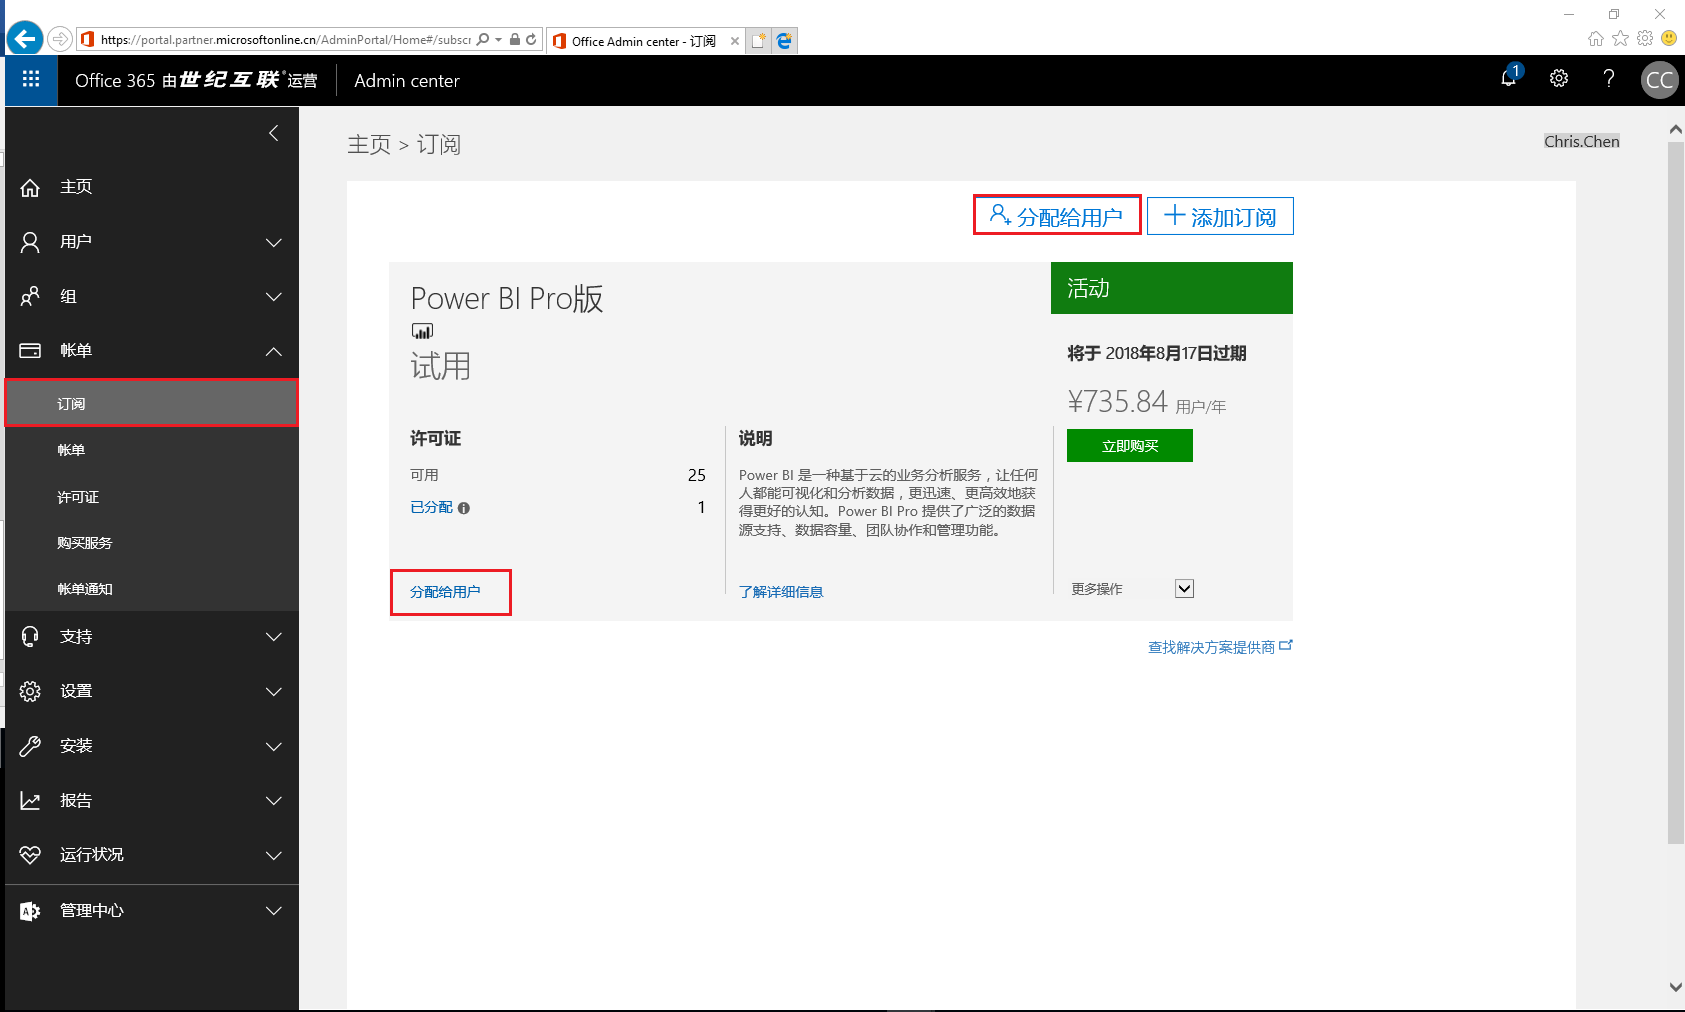 https://portal.partner.microsoftonline.cn/AdminPortal/Home#/subscr
Office Admin center - 订阅
Office 365 由世纪互联运营
Admin center
1
CC
主页 > 订阅
Chris.Chen
主页
用户
组
帐单
订阅
帐单
许可证
购买服务
帐单通知
支持
设置
安装
报告
运行状况
管理中心
分配给用户
添加订阅
Power BI Pro版
试用
活动
将于 2018年8月17日过期
¥735.84 用户/年
立即购买
许可证
可用 25
已分配 1
分配给用户
说明
Power BI 是一种基于云的业务分析服务，让任何
人都能可视化和分析数据，更迅速、更高效地获
得更好的认知。Power BI Pro 提供了广泛的数据
源支持、数据容量、团队协作和管理功能。
了解详细信息
更多操作
查找解决方案提供商